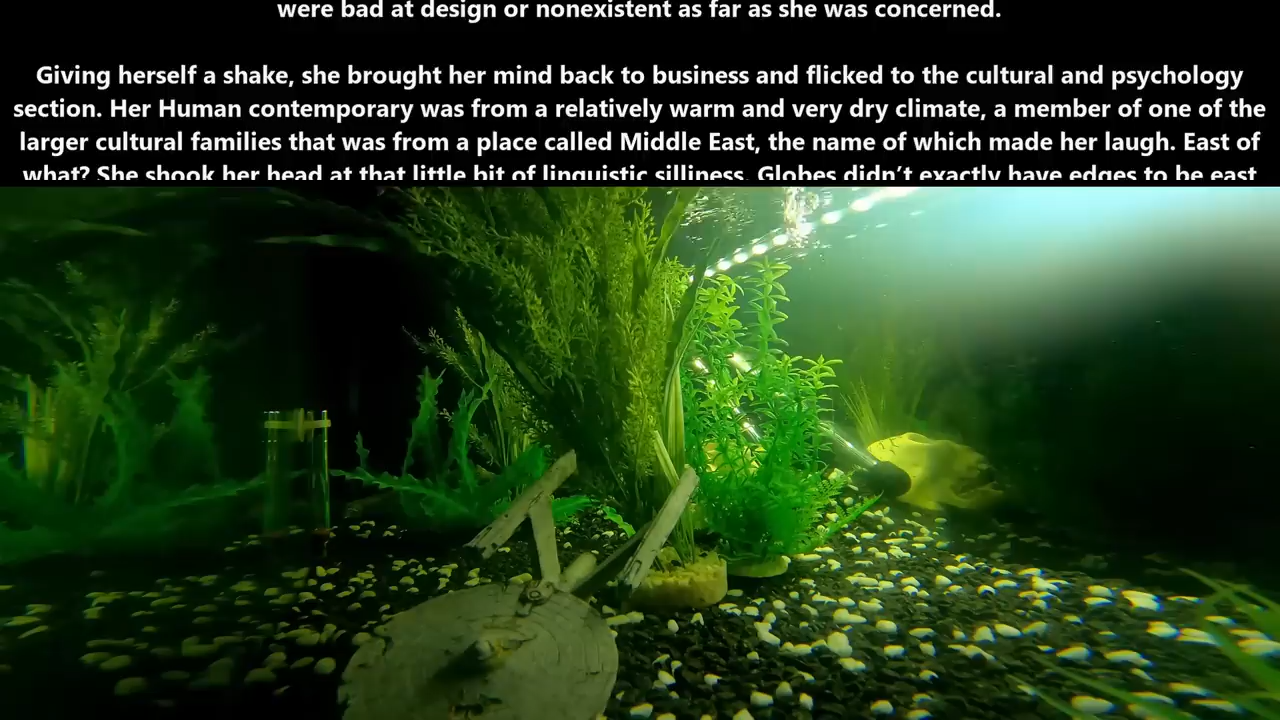 were bad at design or nonexistent as far as she was concerned.
Giving herself a shake, she brought her mind back to business and flicked to the cultural and psychology
section. Her Human contemporary was from a relatively warm and very dry climate, a member of one of the
larger cultural families that was from a place called Middle East, the name of which made her laugh. East of
what? She shook her head at that little bit of linguistic silliness. Globes didn’t exactly have edges to be east